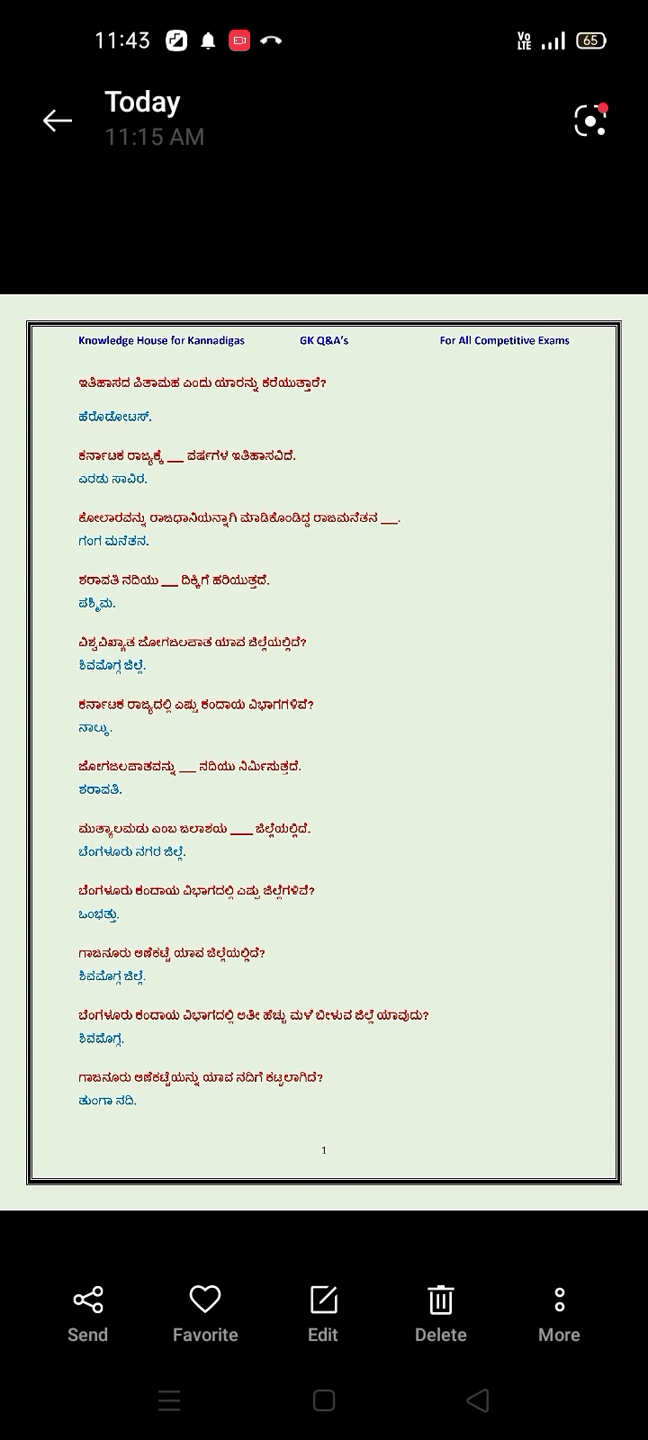 11:43 Vo LTE 65
Today
11:15 AM
Knowledge House for Kannadigas GK Q&A's For All Competitive Exams
ಇತಿಹಾಸದ ಪಿತಾಮಹ ಎಂದು ಯಾರನ್ನು ಕರೆಯುತ್ತಾರೆ?
ಹೆರೊಡೋಟಸ್.
ಕರ್ನಾಟಕ ರಾಜ್ಯಕ್ಕೆ ___ ವರ್ಷಗಳ ಇತಿಹಾಸವಿದೆ.
ಎರಡು ಸಾವಿರ.
ಕೋಲಾರವನ್ನು ರಾಜಧಾನಿಯನ್ನಾಗಿ ಮಾಡಿಕೊಂಡಿದ್ದ ರಾಜಮನೆತನ ___.
ಗಂಗ ಮನೆತನ.
ಶರಾವತಿ ನದಿಯು ___ ದಿಕ್ಕಿಗೆ ಹರಿಯುತ್ತದೆ.
ಪಶ್ಚಿಮ.
ವಿಶ್ವವಿಖ್ಯಾತ ಜೋಗಜಲಪಾತ ಯಾವ ಜಿಲ್ಲೆಯಲ್ಲಿದೆ?
ಶಿವಮೊಗ್ಗ ಜಿಲ್ಲೆ.
ಕರ್ನಾಟಕ ರಾಜ್ಯದಲ್ಲಿ ಎಷ್ಟು ಕಂದಾಯ ವಿಭಾಗಗಳಿವೆ?
ನಾಲ್ಕು.
ಜೋಗಜಲಪಾತವನ್ನು ___ ನದಿಯು ನಿರ್ಮಿಸುತ್ತದೆ.
ಶರಾವತಿ.
ಮುತ್ಯಾಲಮಡು ಎಂಬ ಜಲಾಶಯ ____ ಜಿಲ್ಲೆಯಲ್ಲಿದೆ.
ಬೆಂಗಳೂರು ನಗರ ಜಿಲ್ಲೆ.
ಬೆಂಗಳೂರು ಕಂದಾಯ ವಿಭಾಗದಲ್ಲಿ ಎಷ್ಟು ಜಿಲ್ಲೆಗಳಿವೆ?
ಒಂಭತ್ತು.
ಗಾಜನೂರು ಆಣೆಕಟ್ಟೆ ಯಾವ ಜಿಲ್ಲೆಯಲ್ಲಿದೆ?
ಶಿವಮೊಗ್ಗ ಜಿಲ್ಲೆ.
ಬೆಂಗಳೂರು ಕಂದಾಯ ವಿಭಾಗದಲ್ಲಿ ಅತೀ ಹೆಚ್ಚು ಮಳೆ ಬೀಳುವ ಜಿಲ್ಲೆ ಯಾವುದು?
ಶಿವಮೊಗ್ಗ.
ಗಾಜನೂರು ಆಣೆಕಟ್ಟೆಯನ್ನು ಯಾವ ನದಿಗೆ ಕಟ್ಟಲಾಗಿದೆ?
ತುಂಗಾ ನದಿ.
1
Send Favorite Edit Delete More